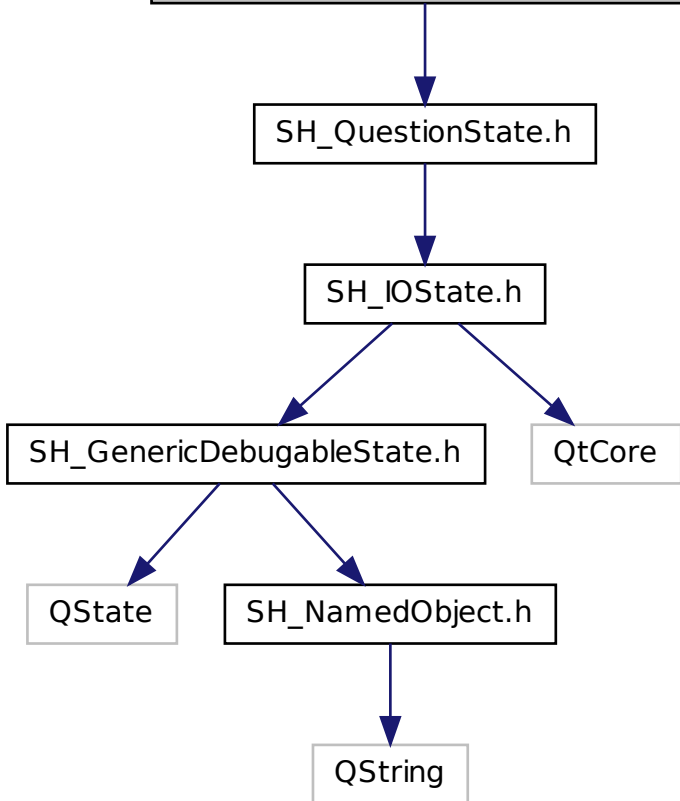 SH_QuestionState.h
SH_IOState.h
SH_GenericDebugableState.h
QtCore
QState
SH_NamedObject.h
QString